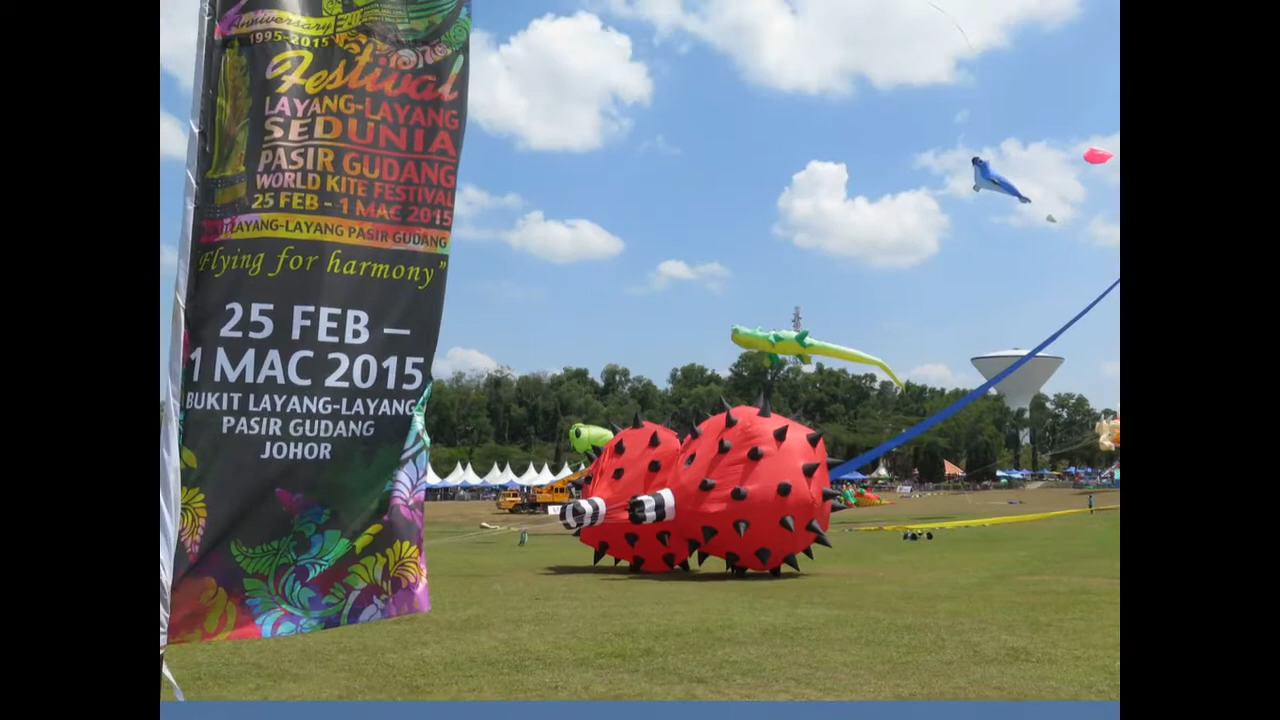 Anniversary
1995-2015
Festival
LAYANG-LAYANG
SEDUNIA
PASIR GUDANG
WORLD KITE FESTIVAL
25 FEB - 1 MAC 2015
LAYANG-LAYANG PASIR GUDANG
"Flying for harmony"
25 FEB –
1 MAC 2015
BUKIT LAYANG-LAYANG
PASIR GUDANG
JOHOR